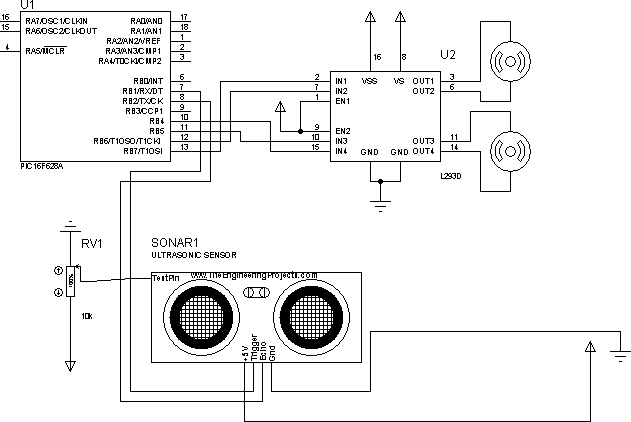 U1
16 RA7/OSC1/CLKIN RA0/AN0 17
15 RA6/OSC2/CLKOUT RA1/AN1 18
RA2/AN2/VREF 1
4 RA5/MCLR RA3/AN3/CMP1 2
RA4/T0CKI/CMP2 3
RB0/INT 6
RB1/RX/DT 7
RB2/TX/CK 8
RB3/CCP1 9
RB4 10
RB5 11
RB6/T1OSO/T1CKI 12
RB7/T1OSI 13
PIC16F628A
16 8 U2
2 IN1 VSS VS OUT1 3
7 IN2 OUT2 6
1 EN1
9 EN2
10 IN3 OUT3 11
15 IN4 GND GND OUT4 14
L293D
RV1
100%
10k
SONAR1
ULTRASONIC SENSOR
TestPin
+5V
Trigger
Echo
Gnd